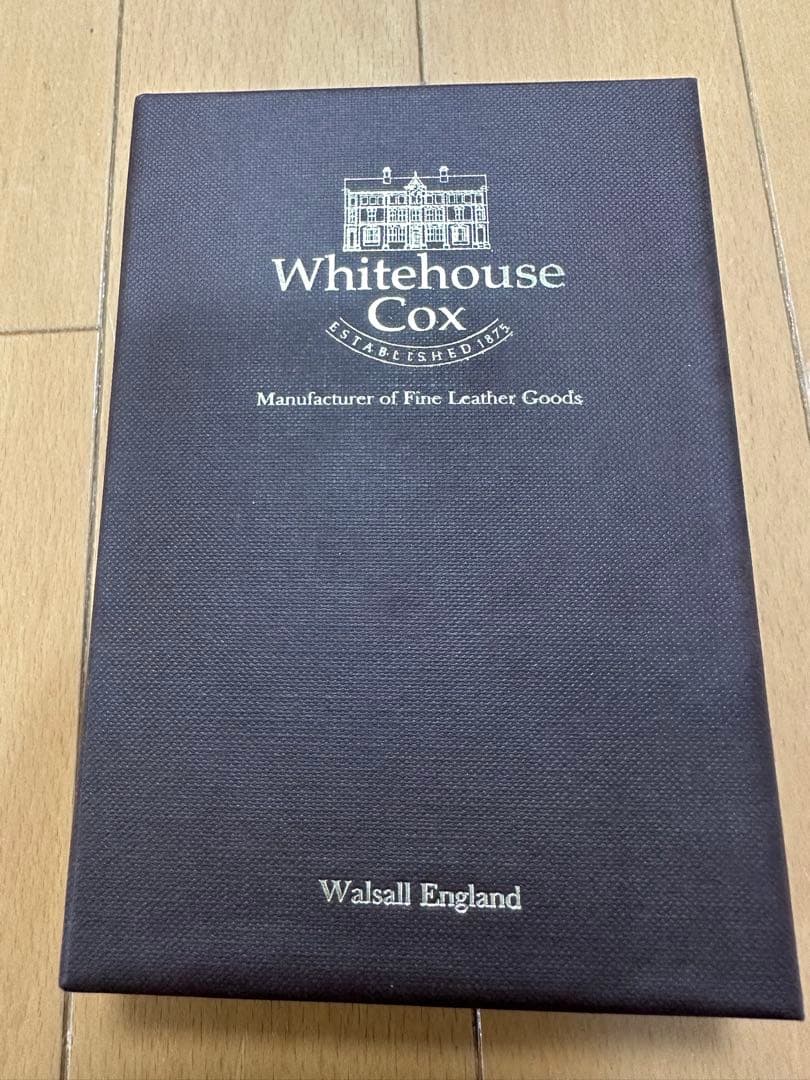 Whitehouse
Cox
ESTABLISHED 1875
Manufacturer of Fine Leather Goods
Walsall England